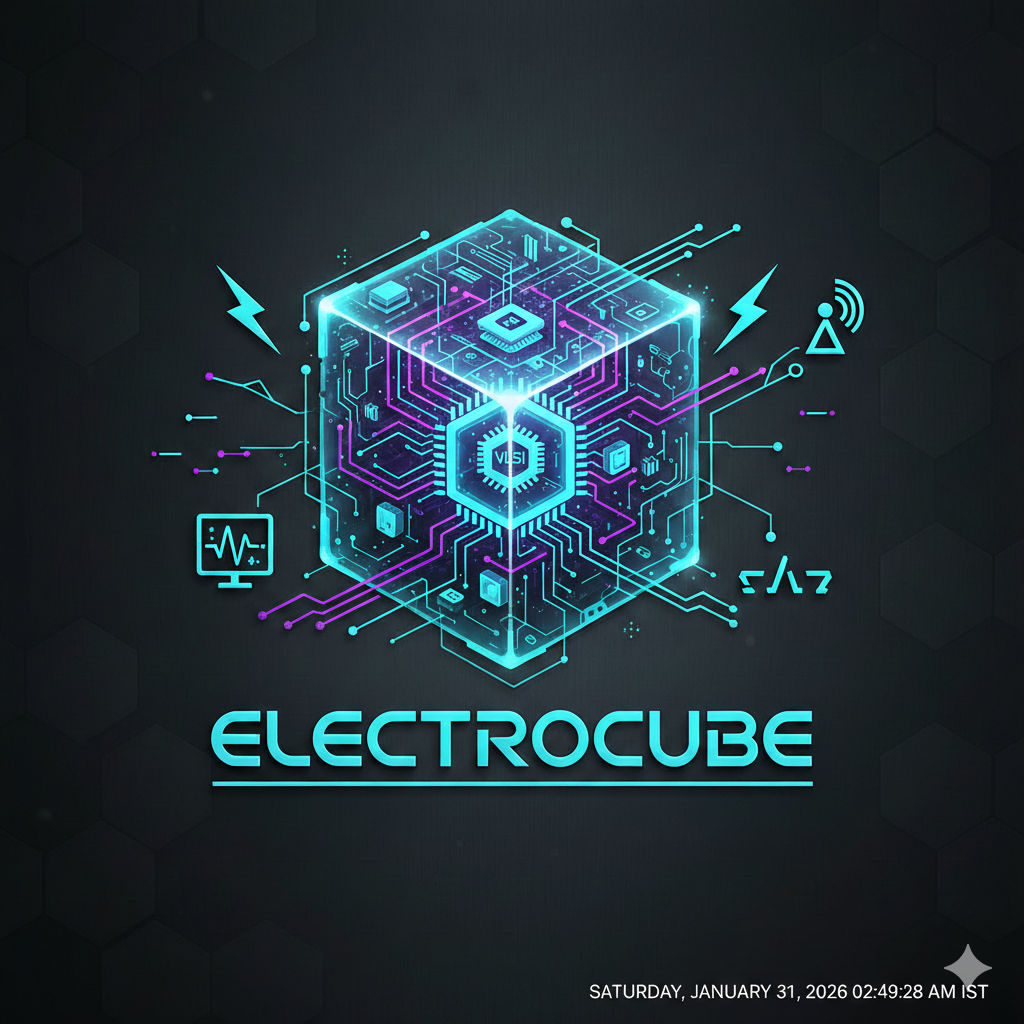 VLSI
ELECTROCUBE
SATURDAY, JANUARY 31, 2026 02:49:28 AM IST